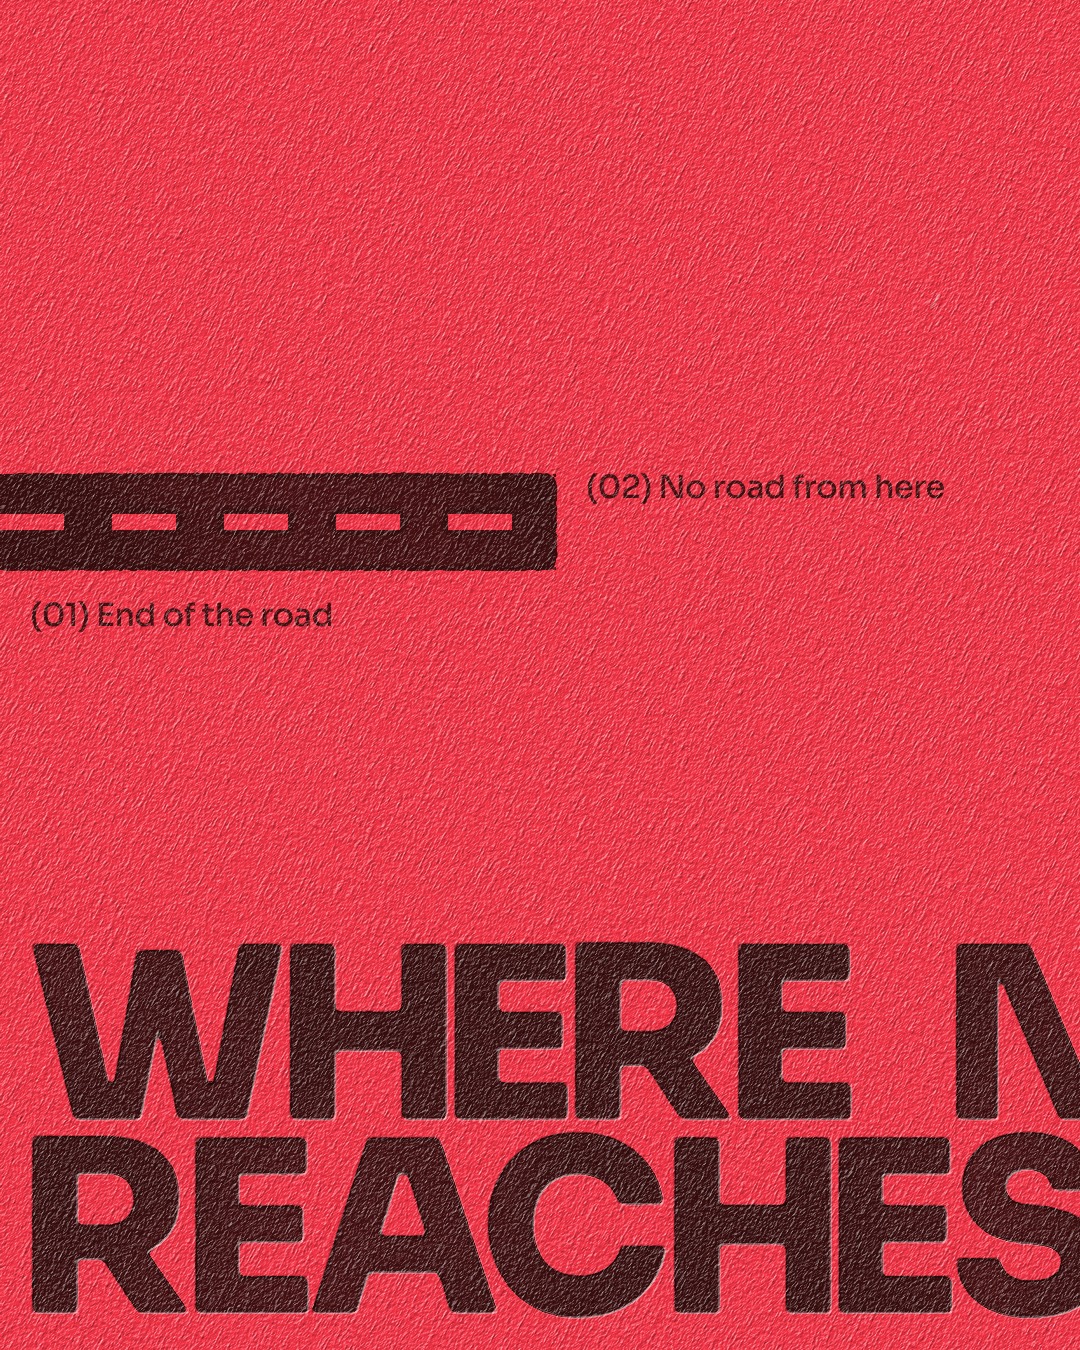 (02) No road from here
(01) End of the road
WHERE N
REACHES